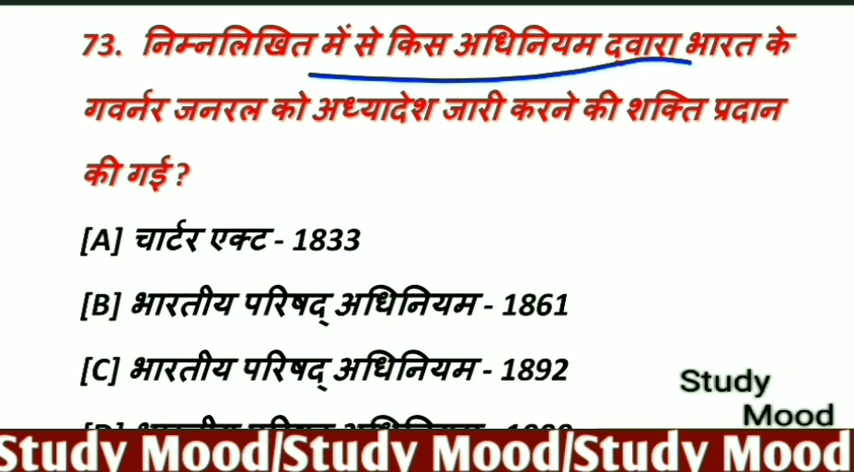 73. निम्नलिखित में से किस अधिनियम द्वारा भारत के
गवर्नर जनरल को अध्यादेश जारी करने की शक्ति प्रदान
की गई ?
[A] चार्टर एक्ट - 1833
[B] भारतीय परिषद् अधिनियम - 1861
[C] भारतीय परिषद् अधिनियम - 1892
Study
Mood
Study Mood/Study Mood/Study Mood